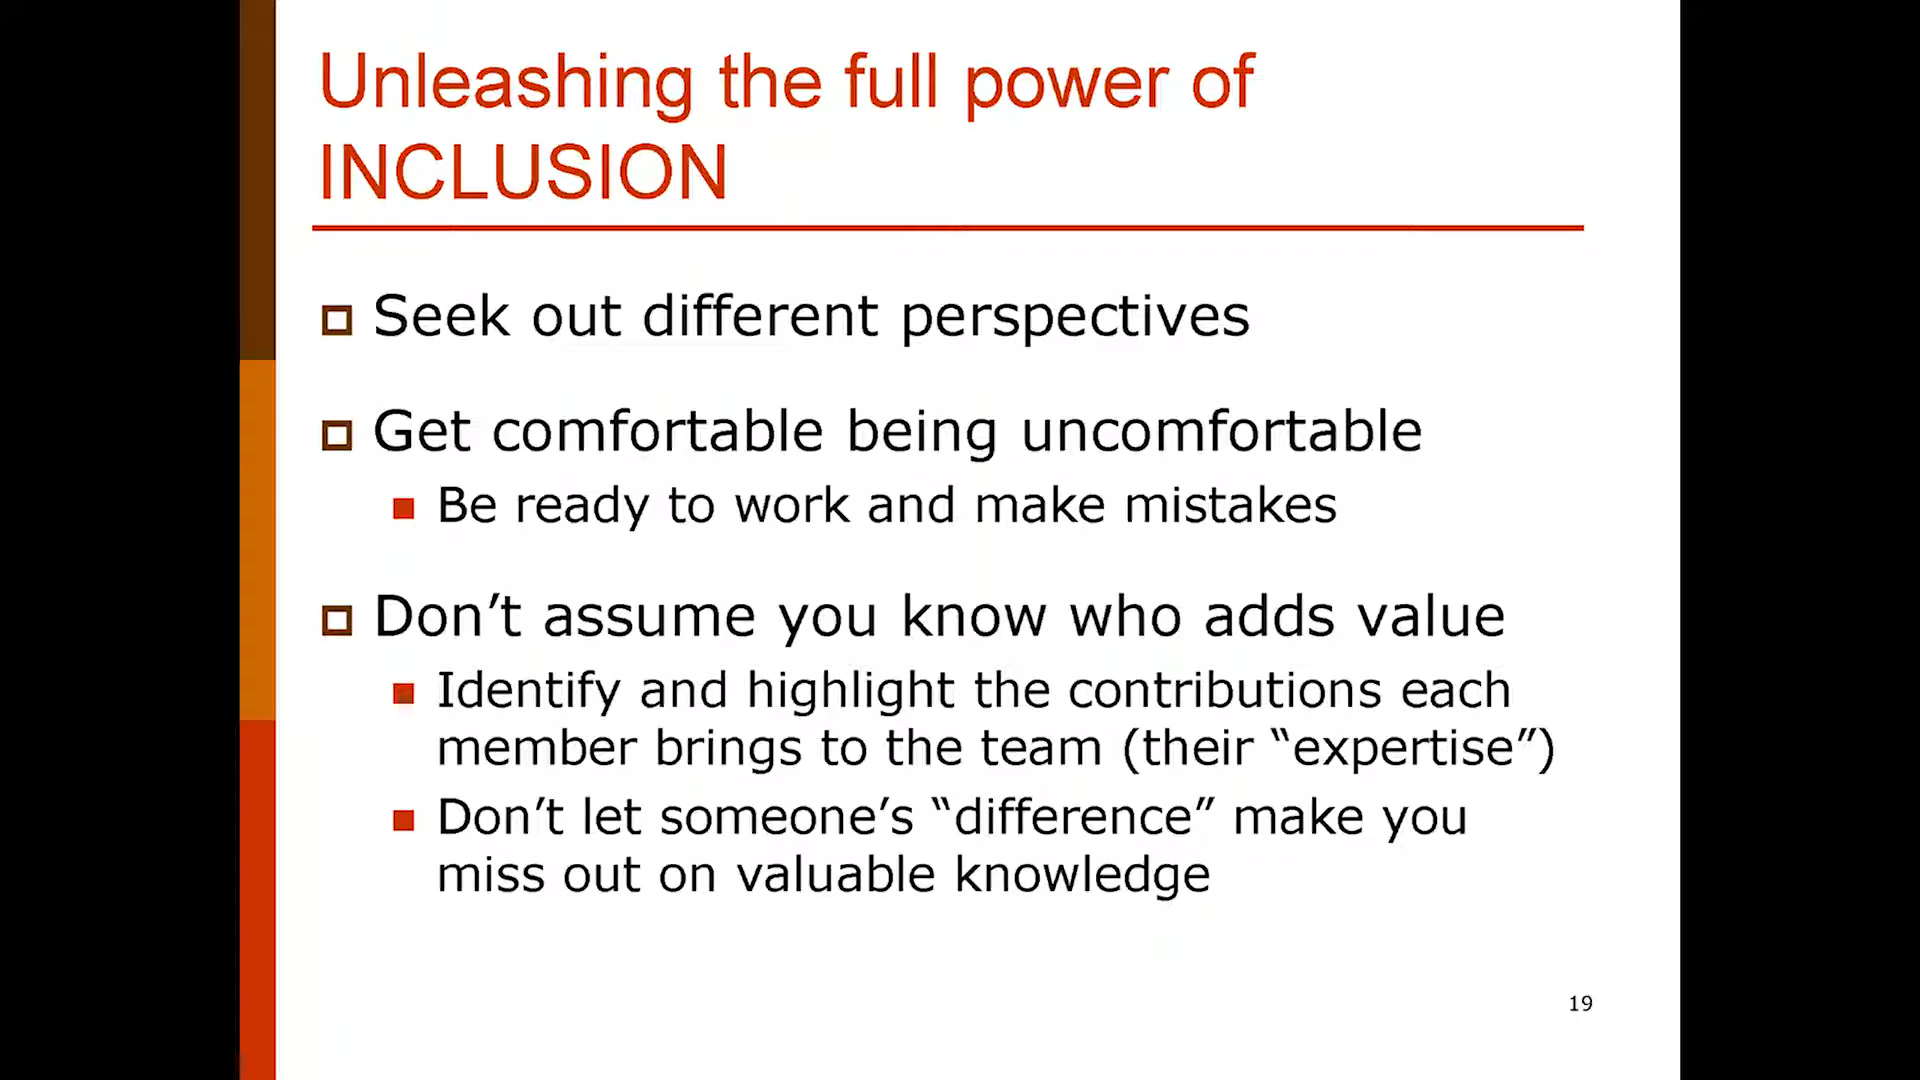 Unleashing the full power of
INCLUSION
Seek out different perspectives
Get comfortable being uncomfortable
Be ready to work and make mistakes
Don’t assume you know who adds value
Identify and highlight the contributions each
member brings to the team (their “expertise”)
Don’t let someone’s “difference” make you
miss out on valuable knowledge
19